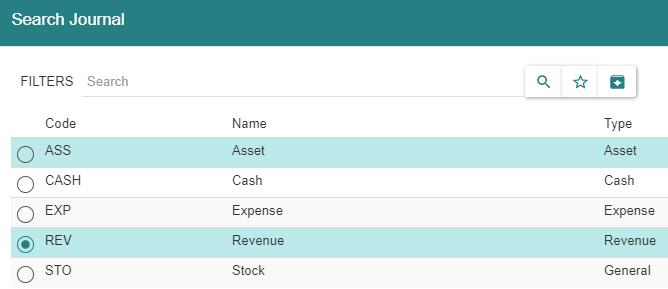 Search Journal
FILTERS Search
Code Name Type
ASS Asset Asset
CASH Cash Cash
EXP Expense Expense
REV Revenue Revenue
STO Stock General